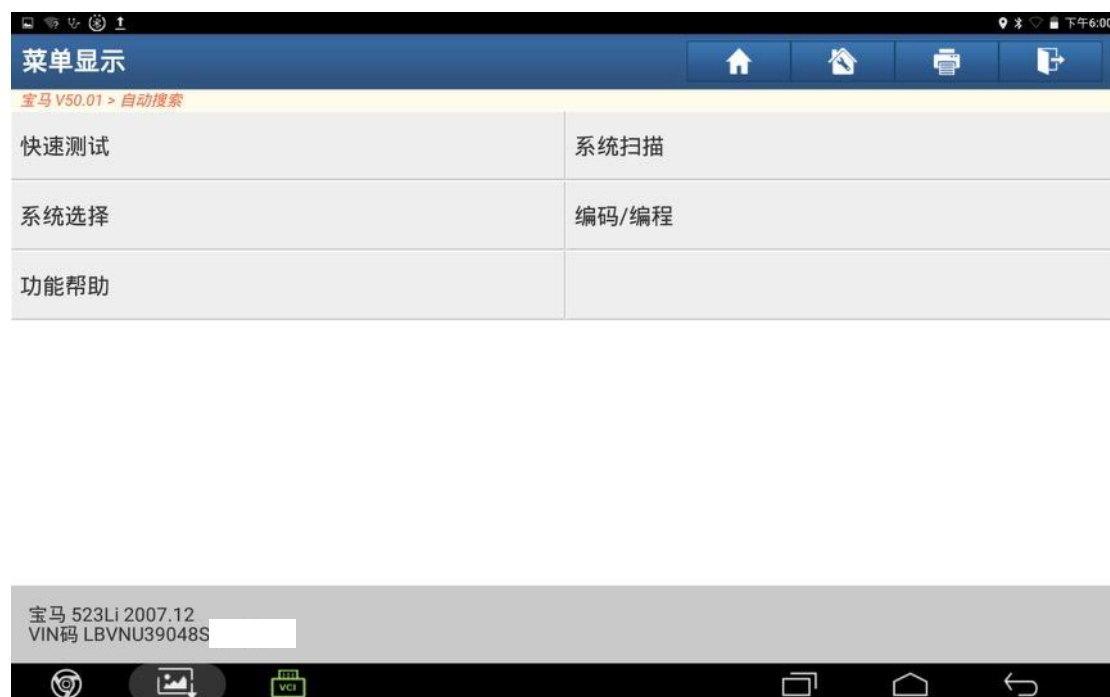 下午6:00
菜单显示
宝马 V50.01 > 自动搜索
快速测试
系统扫描
系统选择
编码/编程
功能帮助
宝马 523Li 2007.12
VIN码 LBVNU39048S
VCI